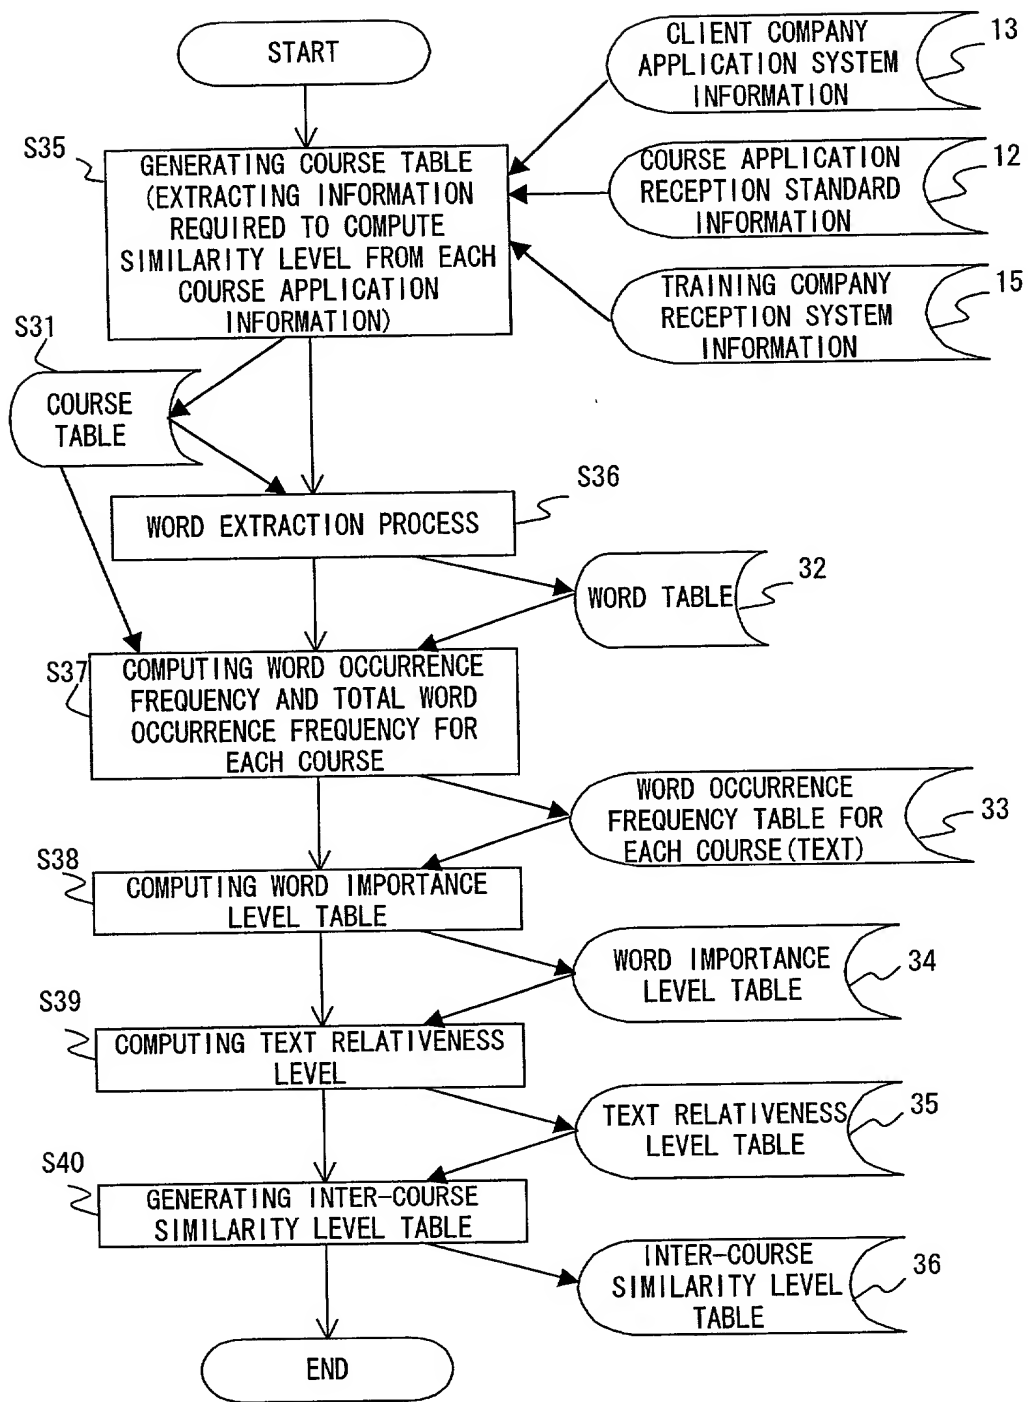 START
CLIENT COMPANY
APPLICATION SYSTEM
INFORMATION
13
S35
GENERATING COURSE TABLE
(EXTRACTING INFORMATION
REQUIRED TO COMPUTE
SIMILARITY LEVEL FROM EACH
COURSE APPLICATION
INFORMATION)
COURSE APPLICATION
RECEPTION STANDARD
INFORMATION
12
TRAINING COMPANY
RECEPTION SYSTEM
INFORMATION
15
S31
COURSE
TABLE
S36
WORD EXTRACTION PROCESS
WORD TABLE
32
S37
COMPUTING WORD OCCURRENCE
FREQUENCY AND TOTAL WORD
OCCURRENCE FREQUENCY FOR
EACH COURSE
WORD OCCURRENCE
FREQUENCY TABLE FOR
EACH COURSE(TEXT)
33
S38
COMPUTING WORD IMPORTANCE
LEVEL TABLE
WORD IMPORTANCE
LEVEL TABLE
34
S39
COMPUTING TEXT RELATIVENESS
LEVEL
TEXT RELATIVENESS
LEVEL TABLE
35
S40
GENERATING INTER-COURSE
SIMILARITY LEVEL TABLE
INTER-COURSE
SIMILARITY LEVEL
TABLE
36
END